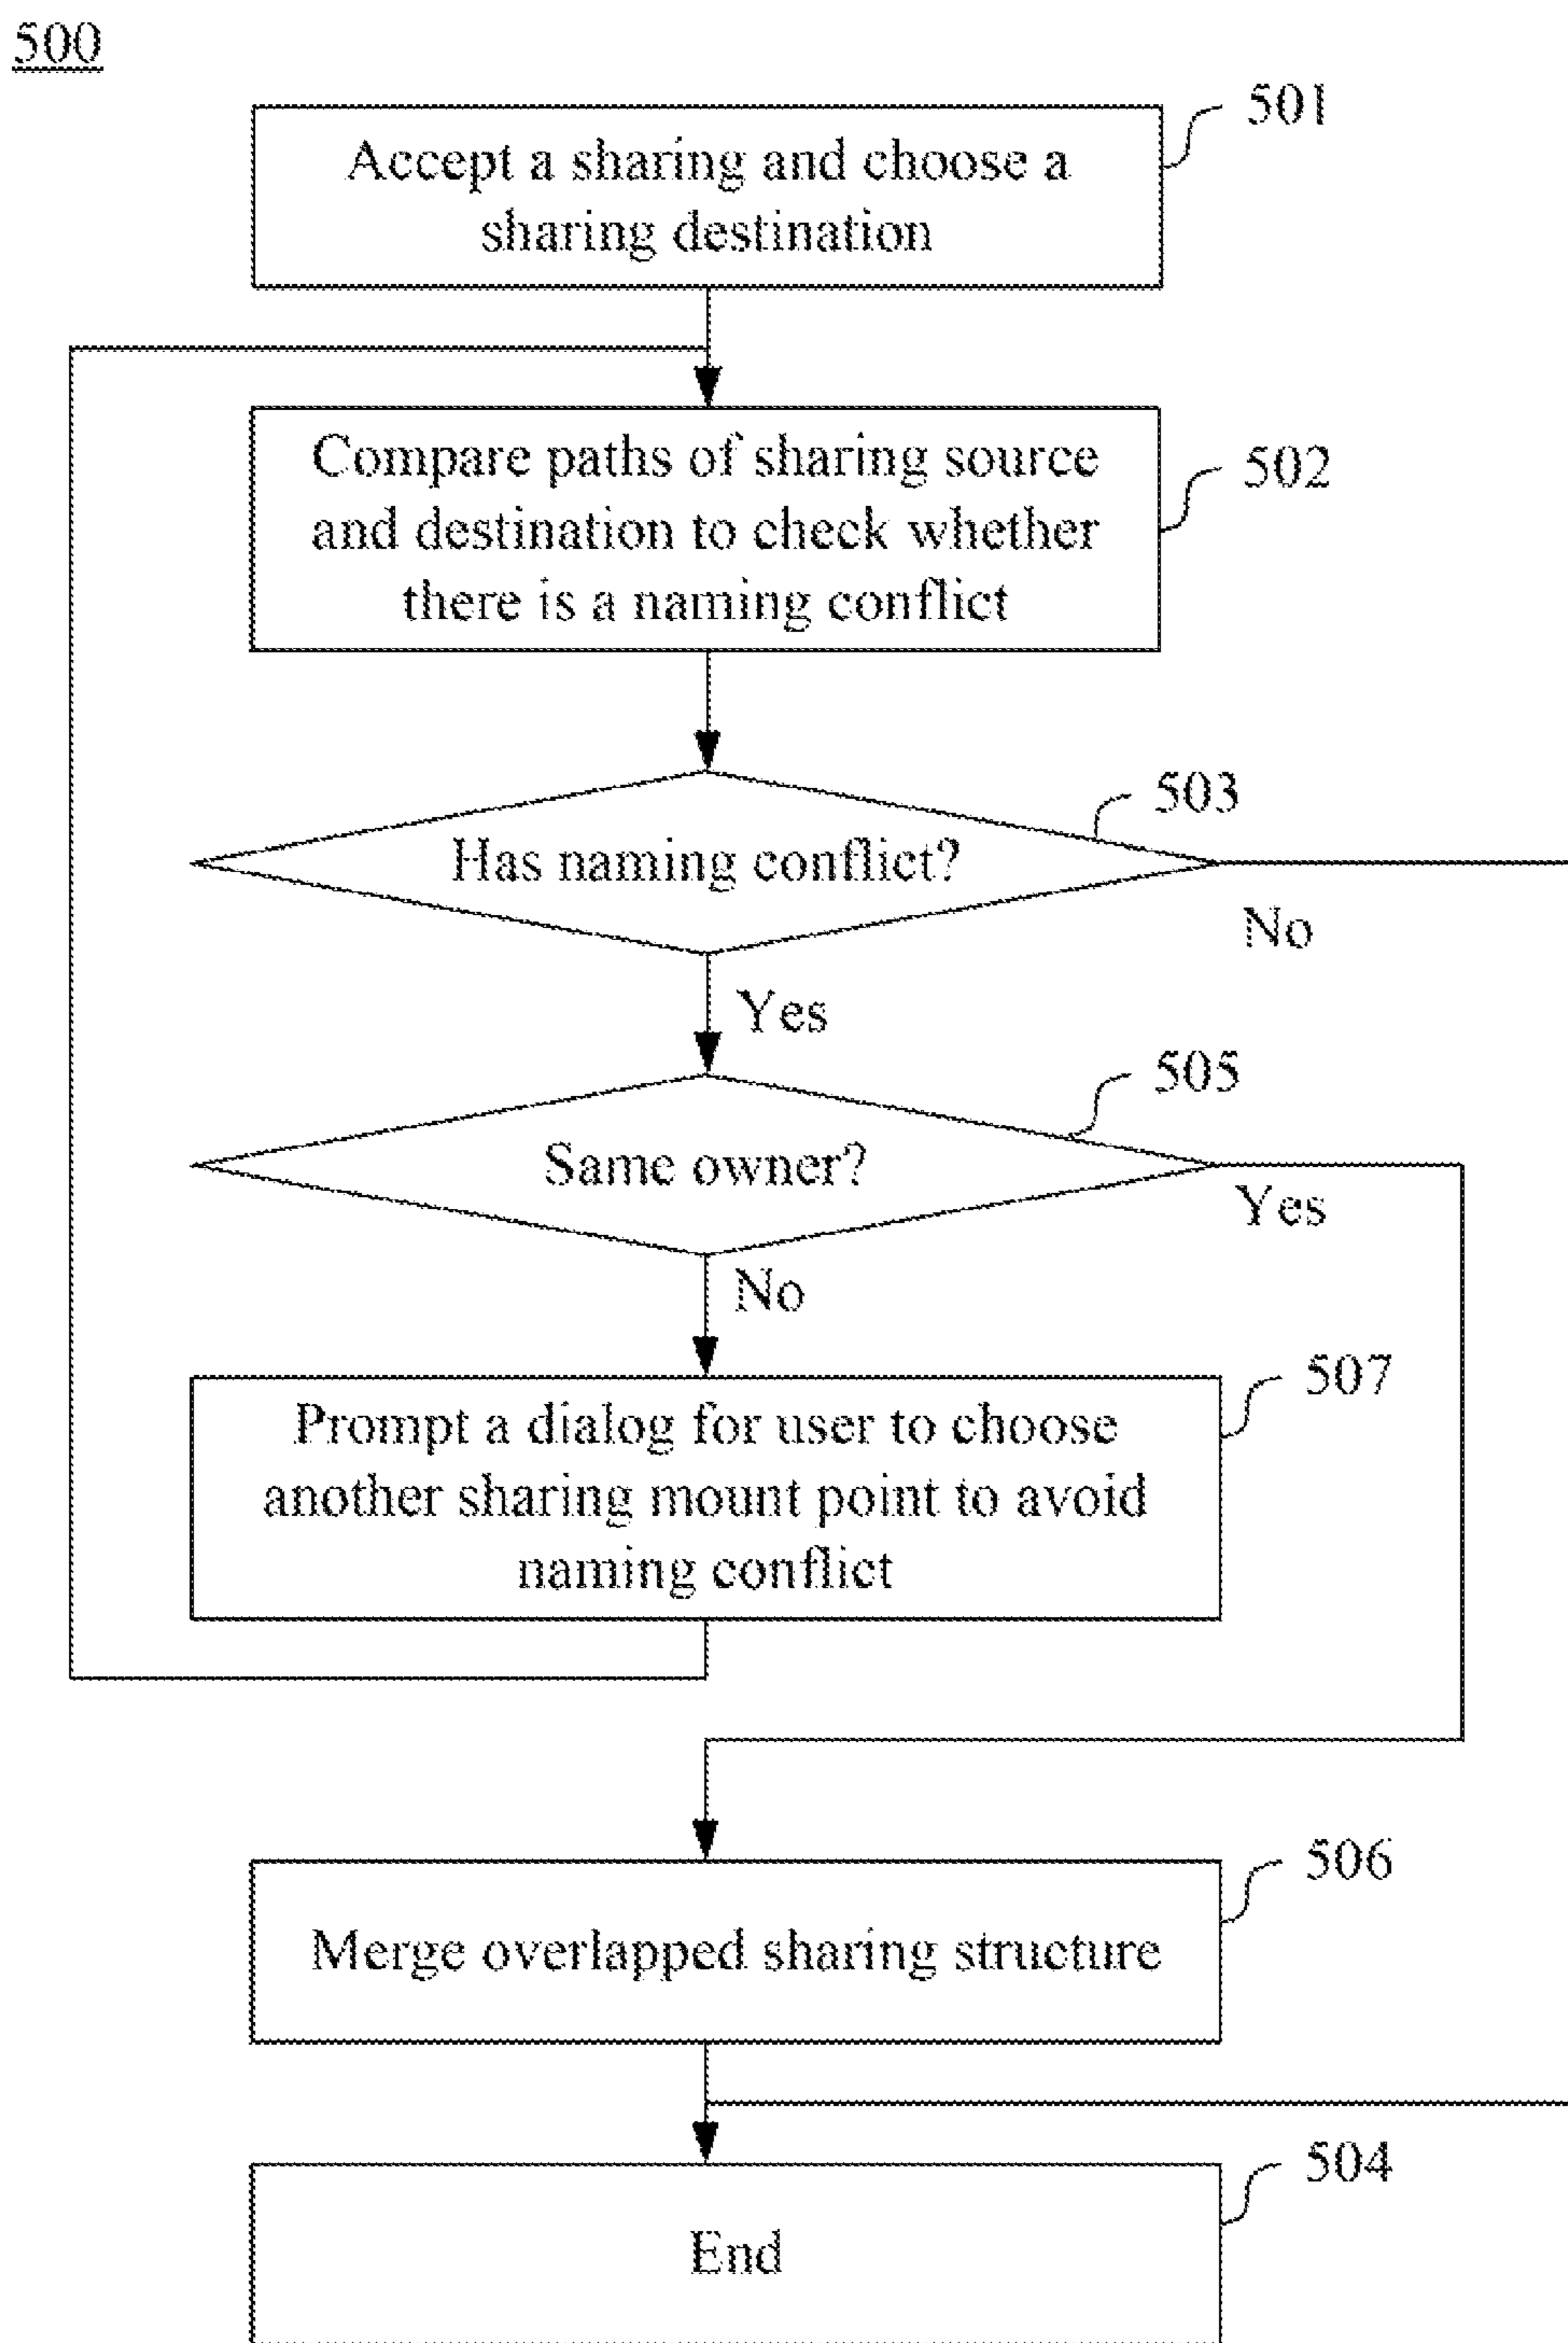 500
501
Accept a sharing and choose a
sharing destination
502
Compare paths of sharing source
and destination to check whether
there is a naming conflict
503
Has naming conflict?
No
Yes
505
Same owner?
Yes
No
507
Prompt a dialog for user to choose
another sharing mount point to avoid
naming conflict
506
Merge overlapped sharing structure
504
End